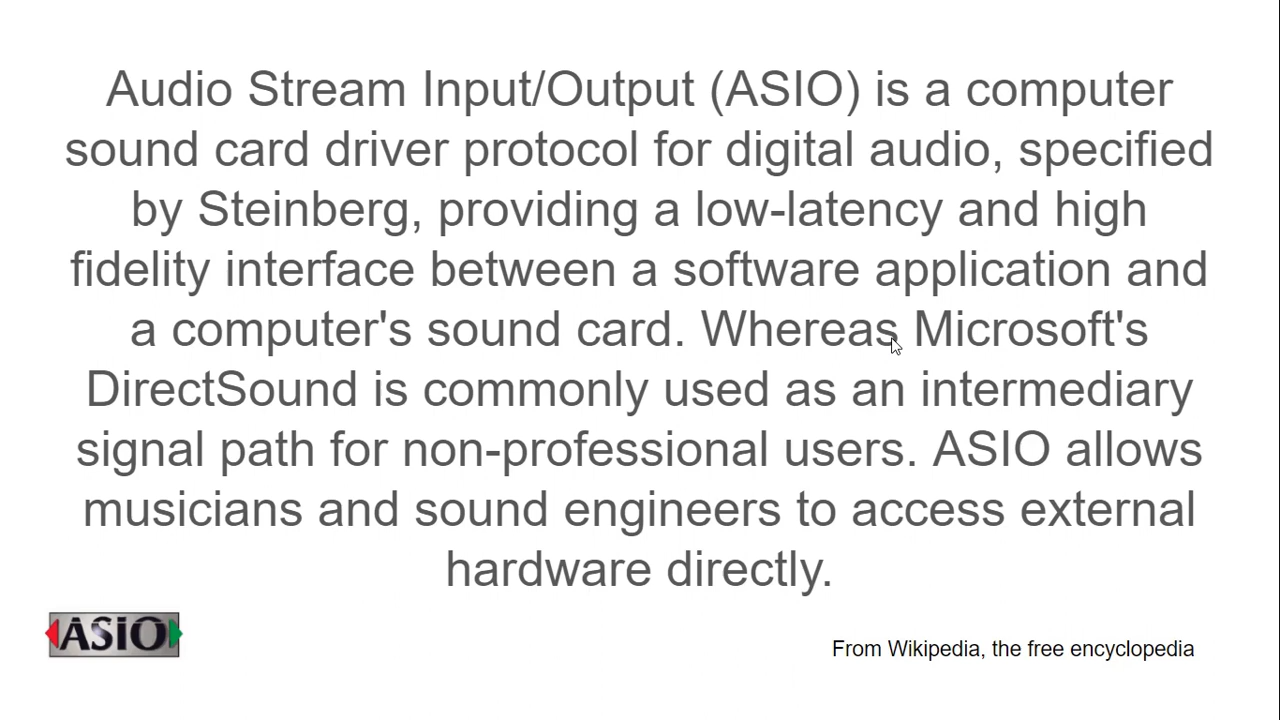 Audio Stream Input/Output (ASIO) is a computer
sound card driver protocol for digital audio, specified
by Steinberg, providing a low-latency and high
fidelity interface between a software application and
a computer's sound card. Whereas Microsoft's
DirectSound is commonly used as an intermediary
signal path for non-professional users. ASIO allows
musicians and sound engineers to access external
hardware directly.
ASIO
From Wikipedia, the free encyclopedia